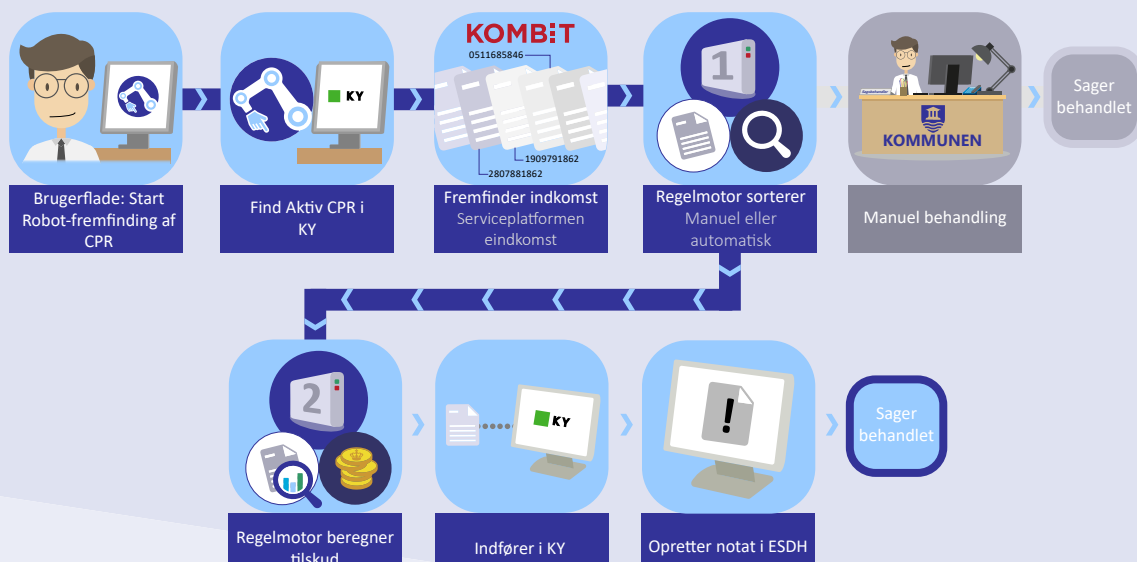 KOMBIT
0511685846
1909791862
2807881862
KY
1
Sagsbehandler
KOMMUNEN
Sager
behandlet
Brugerflade: Start
Robot-fremfinding af
CPR
Find Aktiv CPR i
KY
Fremfinder indkomst
Serviceplatformen
eindkomst
Regelmotor sorterer
Manuel eller
automatisk
Manuel behandling
2
KY
!
Sager
behandlet
Regelmotor beregner
tilskud
Indfører i KY
Opretter notat i ESDH